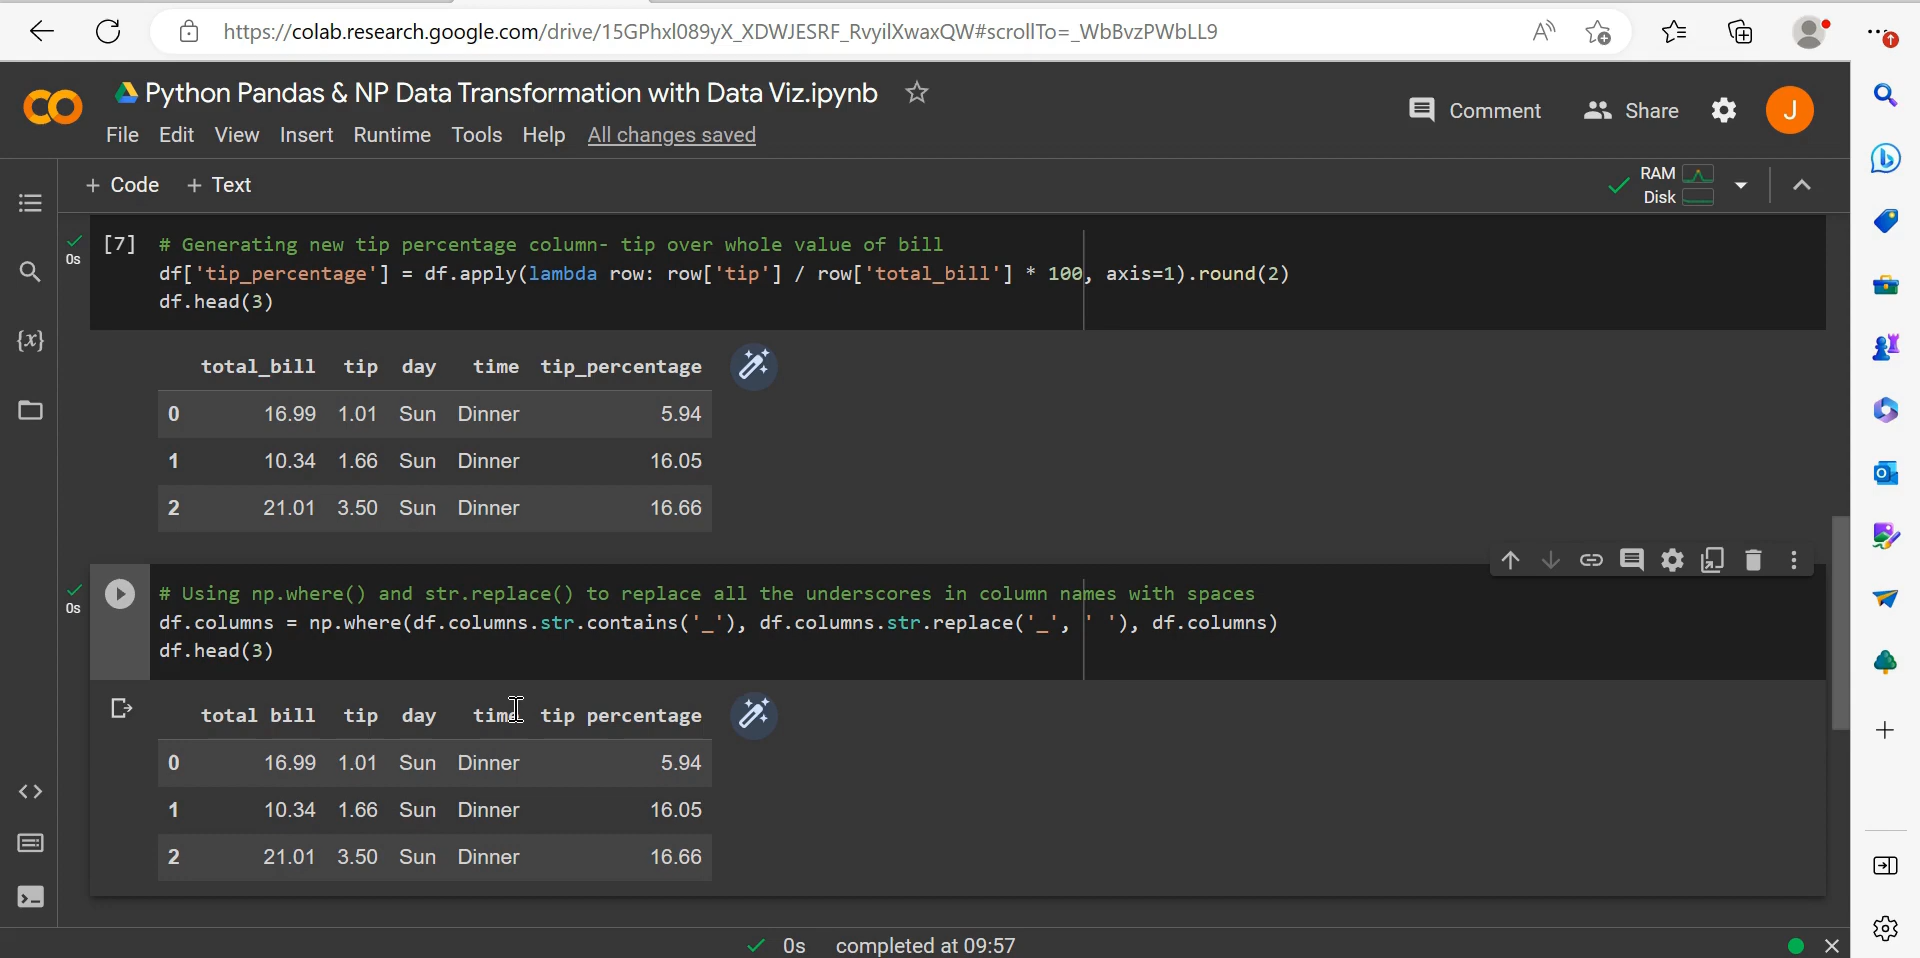 https://colab.research.google.com/drive/15GPhxl089yX_XDWJESRF_RvyilXwaxQW#scrollTo=_WbBvzPWbLL9
Python Pandas & NP Data Transformation with Data Viz.ipynb
Comment Share J
File Edit View Insert Runtime Tools Help All changes saved
+ Code + Text
RAM
Disk
[7] # Generating new tip percentage column- tip over whole value of bill
0s
df['tip_percentage'] = df.apply(lambda row: row['tip'] / row['total_bill'] * 100, axis=1).round(2)
df.head(3)
total_bill tip day time tip_percentage
0 16.99 1.01 Sun Dinner 5.94
1 10.34 1.66 Sun Dinner 16.05
2 21.01 3.50 Sun Dinner 16.66
# Using np.where() and str.replace() to replace all the underscores in column names with spaces
0s
df.columns = np.where(df.columns.str.contains('_'), df.columns.str.replace('_', ' '), df.columns)
df.head(3)
total bill tip day time tip percentage
0 16.99 1.01 Sun Dinner 5.94
1 10.34 1.66 Sun Dinner 16.05
2 21.01 3.50 Sun Dinner 16.66
0s completed at 09:57